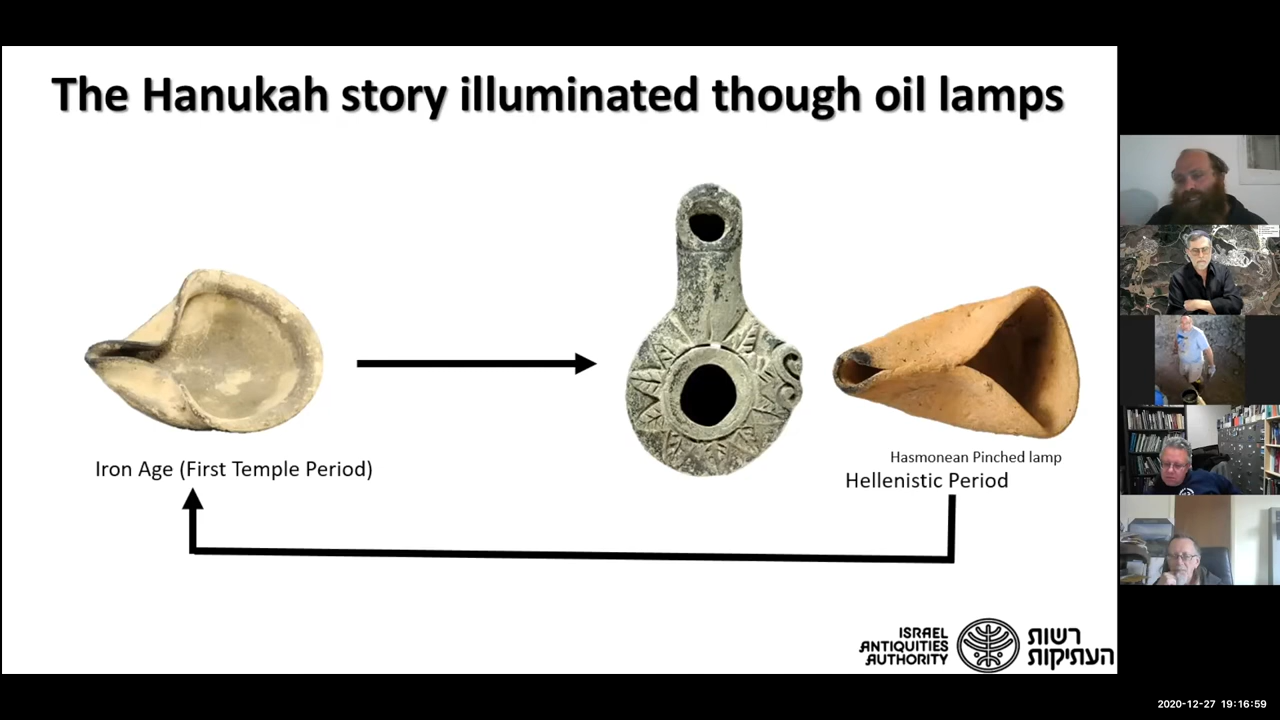 The Hanukah story illuminated though oil lamps
Iron Age (First Temple Period)
Hasmonean Pinched lamp
Hellenistic Period
ISRAEL
ANTIQUITIES
AUTHORITY
רשות
העתיקות
2020-12-27 19:16:59